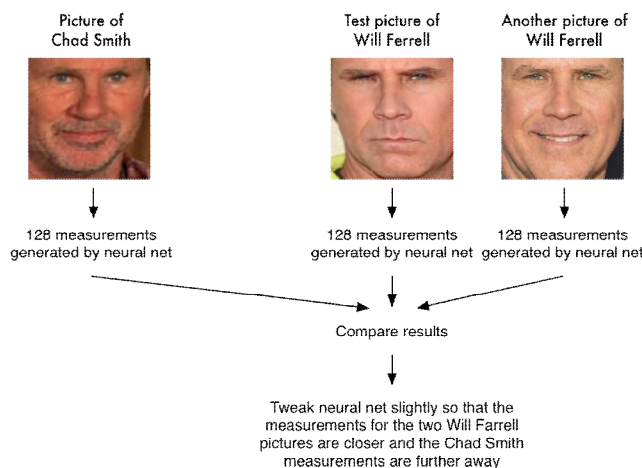 Picture of
Chad Smith
Test picture of
Will Ferrell
Another picture of
Will Ferrell
128 measurements
generated by neural net
128 measurements
generated by neural net
128 measurements
generated by neural net
Compare results
Tweak neural net slightly so that the
measurements for the two Will Farrell
pictures are closer and the Chad Smith
measurements are further away